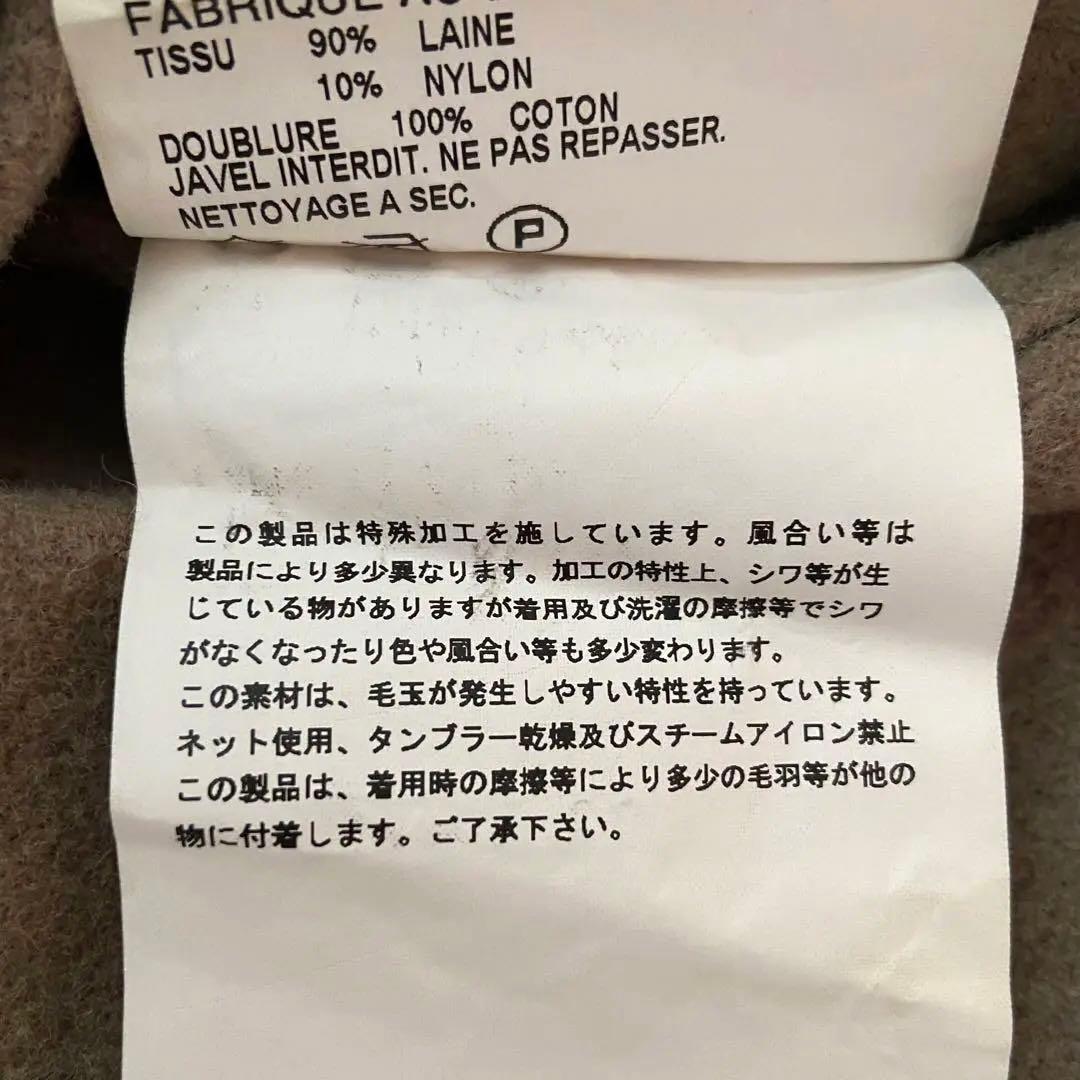 FABRIQUE AU
TISSU 90% LAINE
10% NYLON
DOUBLURE 100% COTON
JAVEL INTERDIT. NE PAS REPASSER.
NETTOYAGE A SEC.
P
この製品は特殊加工を施しています。風合い等は
製品により多少異なります。加工の特性上、シワ等が生
じている物がありますが着用及び洗濯の摩擦等でシワ
がなくなったり色や風合い等も多少変わります。
この素材は、毛玉が発生しやすい特性を持っています。
ネット使用、タンブラー乾燥及びスチームアイロン禁止
この製品は、着用時の摩擦等により多少の毛羽等が他の
物に付着します。ご了承下さい。